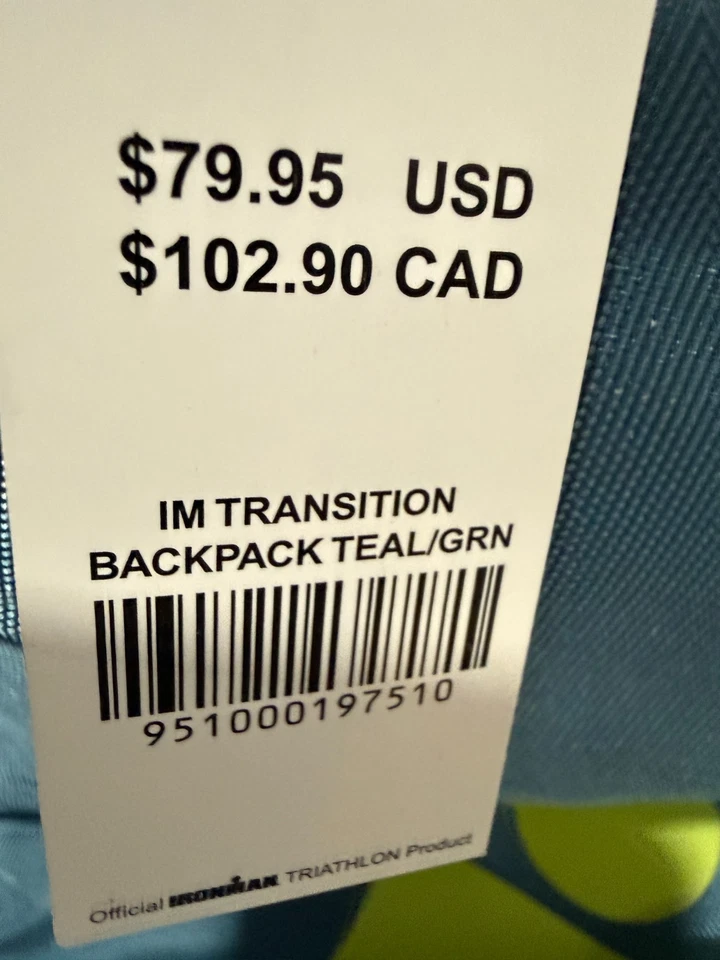 $79.95 USD
$102.90 CAD
IM TRANSITION
BACKPACK TEAL/GRN
951000197510
Official IRONMAN TRIATHLON Product